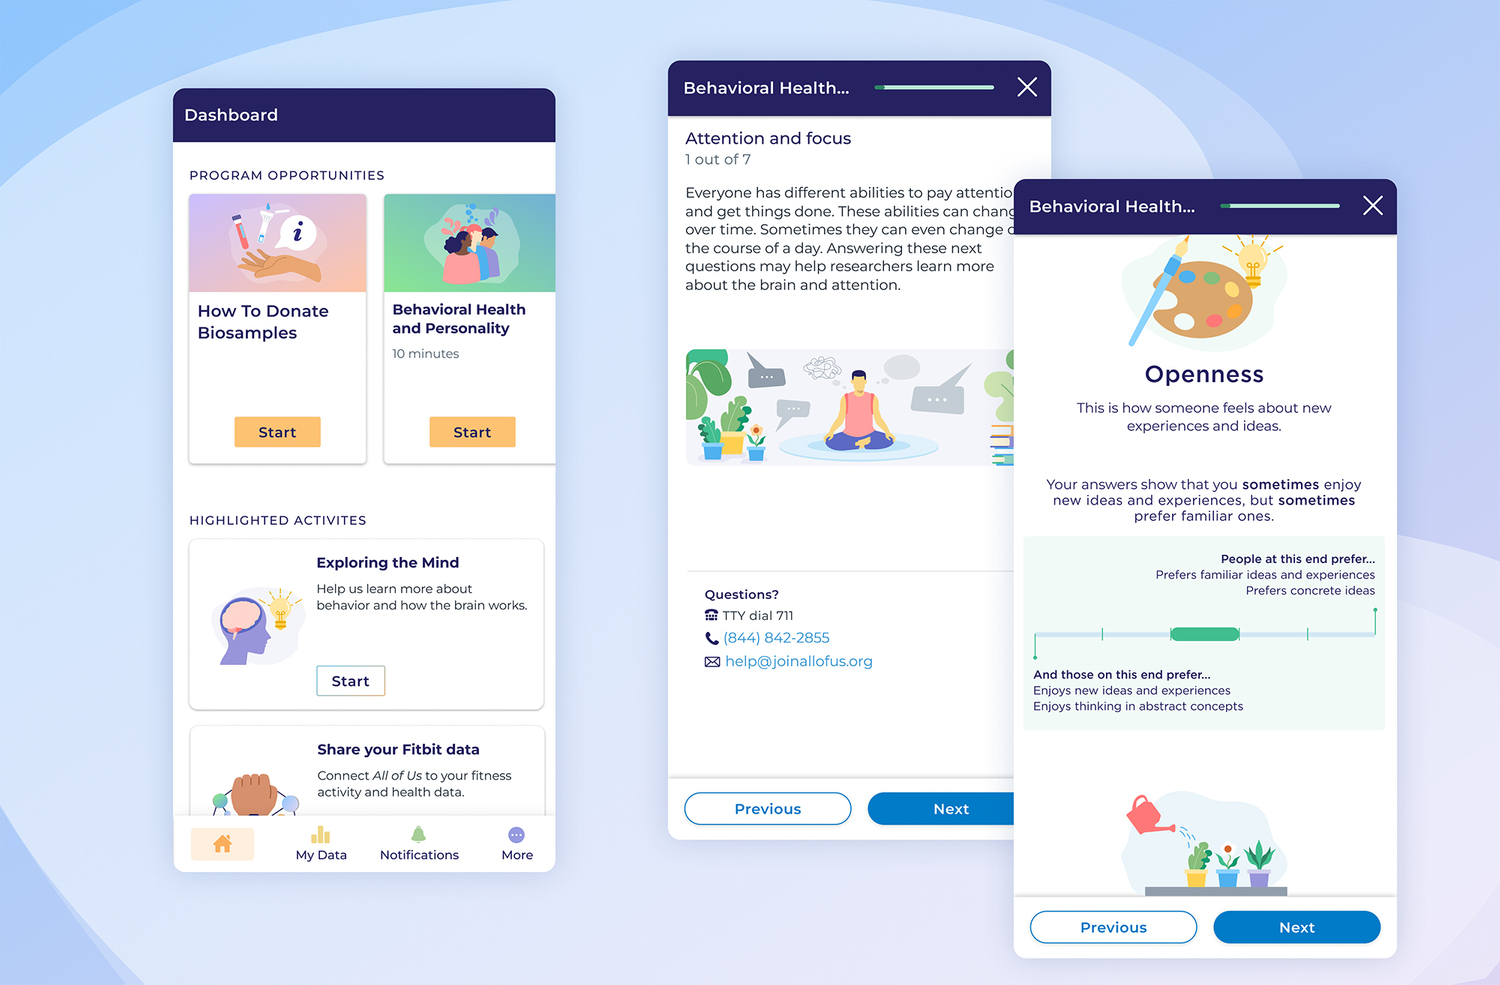 Dashboard
PROGRAM OPPORTUNITIES
i
How To Donate
Biosamples
Start
Behavioral Health
and Personality
10 minutes
Start
HIGHLIGHTED ACTIVITES
Exploring the Mind
Help us learn more about
behavior and how the brain works.
Start
Share your Fitbit data
Connect All of Us to your fitness
activity and health data.
My Data
Notifications
More
Behavioral Health...
Attention and focus
1 out of 7
Everyone has different abilities to pay
and get things done. These abilities can
over time. Sometimes they can even change
the course of a day. Answering these next
questions may help researchers learn more
about the brain and attention.
Questions?
TTY dial 711
(844) 842-2855
help@joinallofus.org
Previous
Next
Behavioral Health...
Openness
This is how someone feels about new
experiences and ideas.
Your answers show that you sometimes enjoy
new ideas and experiences, but sometimes
prefer familiar ones.
People at this end prefer...
Prefers familiar ideas and experiences
Prefers concrete ideas
And those on this end prefer...
Enjoys new ideas and experiences
Enjoys thinking in abstract concepts
Previous
Next